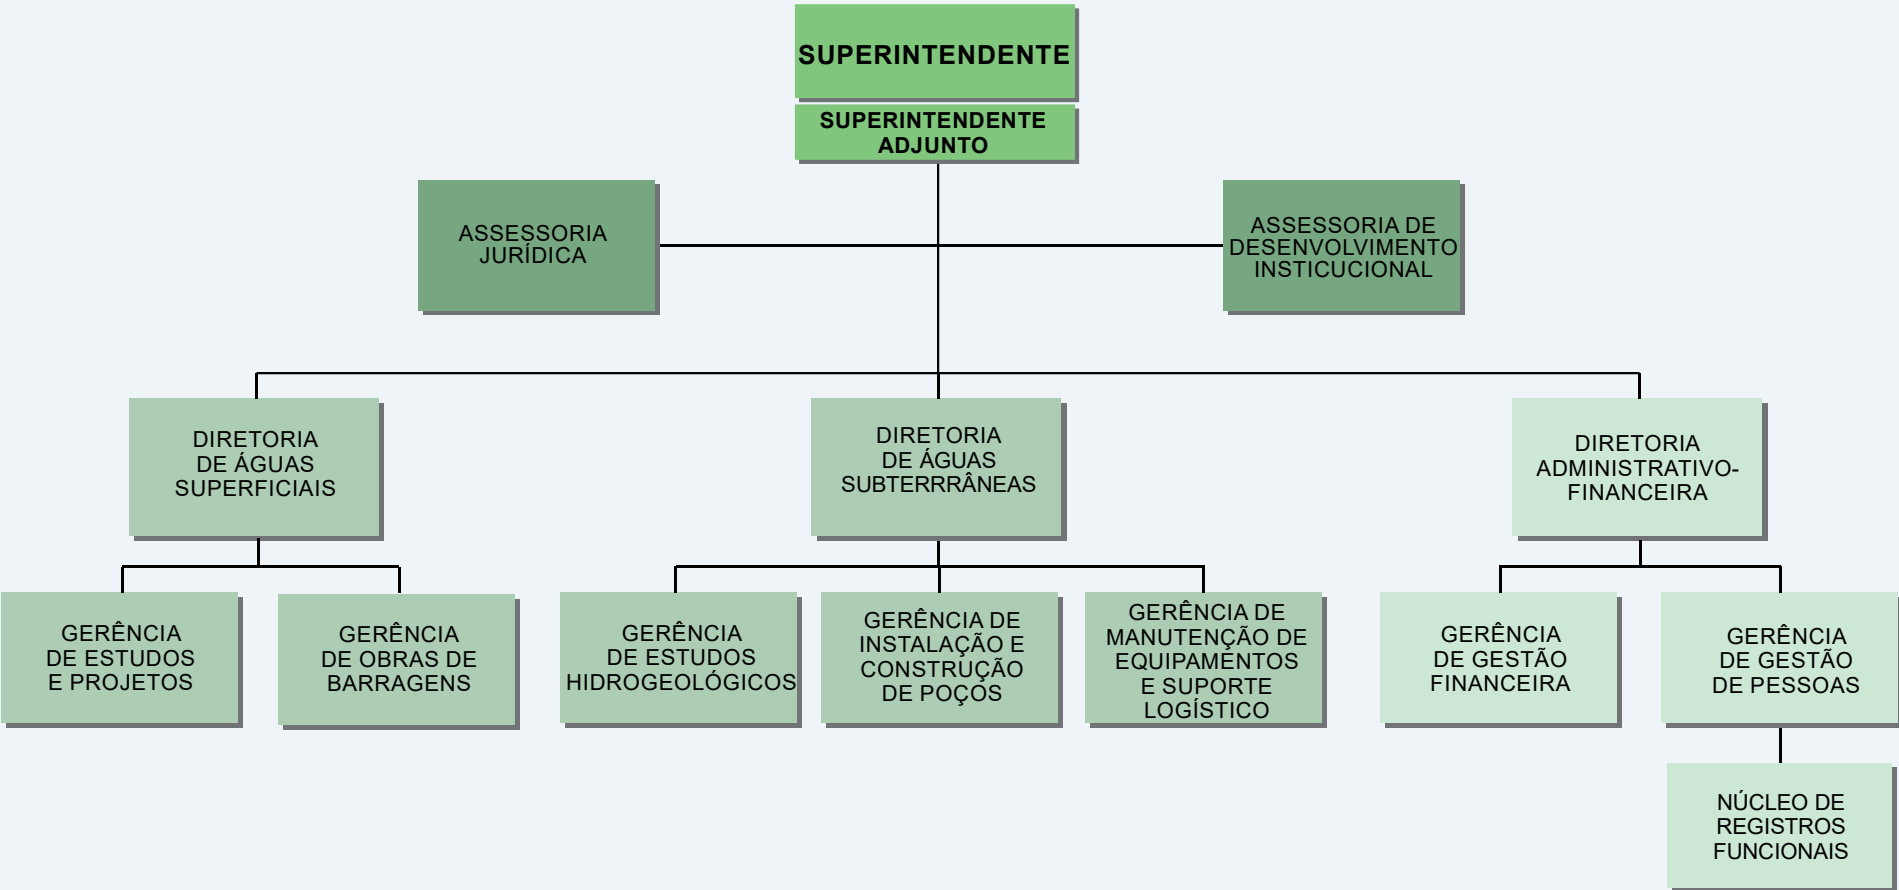 SUPERINTENDENTE
SUPERINTENDENTE
ADJUNTO
ASSESSORIA
JURÍDICA
ASSESSORIA DE
DESENVOLVIMENTO
INSTICUCIONAL
DIRETORIA
DE ÁGUAS
SUPERFICIAIS
DIRETORIA
DE ÁGUAS
SUBTERRRÂNEAS
DIRETORIA
ADMINISTRATIVO-
FINANCEIRA
GERÊNCIA
DE ESTUDOS
E PROJETOS
GERÊNCIA
DE OBRAS DE
BARRAGENS
GERÊNCIA
DE ESTUDOS
HIDROGEOLÓGICOS
GERÊNCIA DE
INSTALAÇÃO E
CONSTRUÇÃO
DE POÇOS
GERÊNCIA DE
MANUTENÇÃO DE
EQUIPAMENTOS
E SUPORTE
LOGÍSTICO
GERÊNCIA
DE GESTÃO
FINANCEIRA
GERÊNCIA
DE GESTÃO
DE PESSOAS
NÚCLEO DE
REGISTROS
FUNCIONAIS